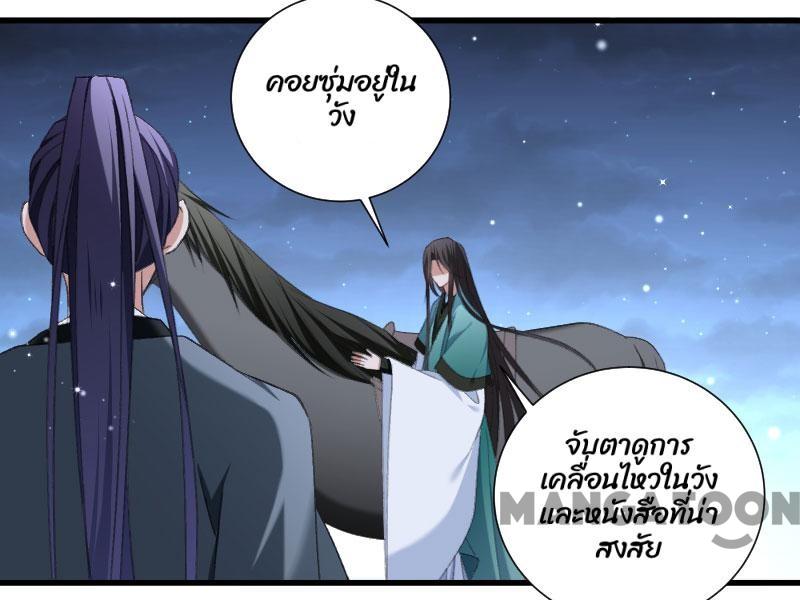 คอยซุ่มอยู่ใน
วัง
จับตาดูการ
เคลื่อนไหวในวัง
และหนังสือที่น่า
สงสัย
MANGATOON